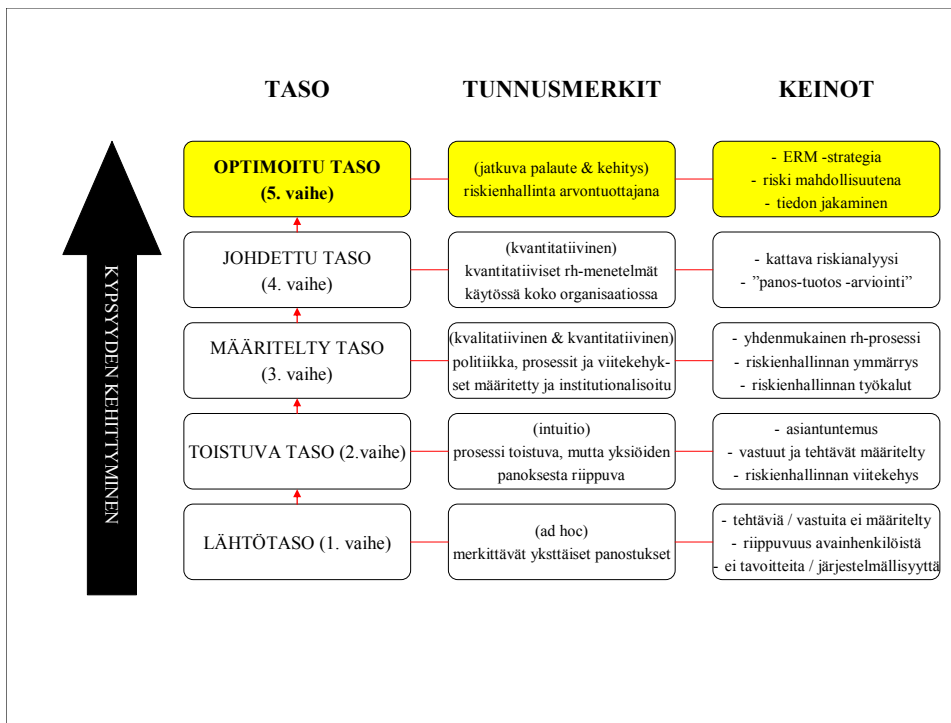 TASO
TUNNUSMERKIT
KEINOT
KYPSYYDEN KEHITTYMINEN
OPTIMOITU TASO
(5. vaihe)
(jatkuva palaute & kehitys)
riskienhallinta arvontuottajana
- ERM -strategia
- riski mahdollisuutena
- tiedon jakaminen
JOHDETTU TASO
(4. vaihe)
(kvantitatiivinen)
kvantitatiiviset rh-menetelmät
käytössä koko organisaatiossa
- kattava riskianalyysi
- ”panos-tuotos -arviointi”
MÄÄRITELTY TASO
(3. vaihe)
(kvalitatiivinen & kvantitatiivinen)
politiikka, prosessit ja viitekehyk-
set määritetty ja institutionalisoitu
- yhdenmukainen rh-prosessi
- riskienhallinnan ymmärrys
- riskienhallinnan työkalut
TOISTUVA TASO (2.vaihe)
(intuitio)
prosessi toistuva, mutta yksiöiden
panoksesta riippuva
- asiantuntemus
- vastuut ja tehtävät määritelty
- riskienhallinnan viitekehys
LÄHTÖTASO (1. vaihe)
(ad hoc)
merkittävät yksttäiset panostukset
- tehtäviä / vastuita ei määritelty
- riippuvuus avainhenkilöistä
- ei tavoitteita / järjestelmällisyyttä